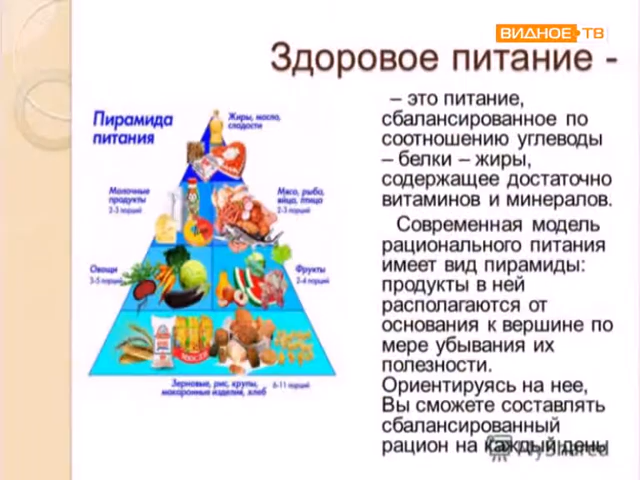 ВИДНОЕ ТВ
Здоровое питание -
Пирамида
питания
Жиры, масло,
сладости
Молочные
продукты
2-3 порций
Мясо, рыба,
яйца, птица
2-3 порций
Овощи
3-5 порций
Фрукты
2-4 порций
Зерновые, рис, крупы,
макаронные изделия, хлеб
6-11 порций
– это питание,
сбалансированное по
соотношению углеводы
– белки – жиры,
содержащее достаточно
витаминов и минералов.
Современная модель
рационального питания
имеет вид пирамиды:
продукты в ней
располагаются от
основания к вершине по
мере убывания их
полезности.
Ориентируясь на нее,
Вы сможете составлять
сбалансированный
рацион на каждый день
MyShared